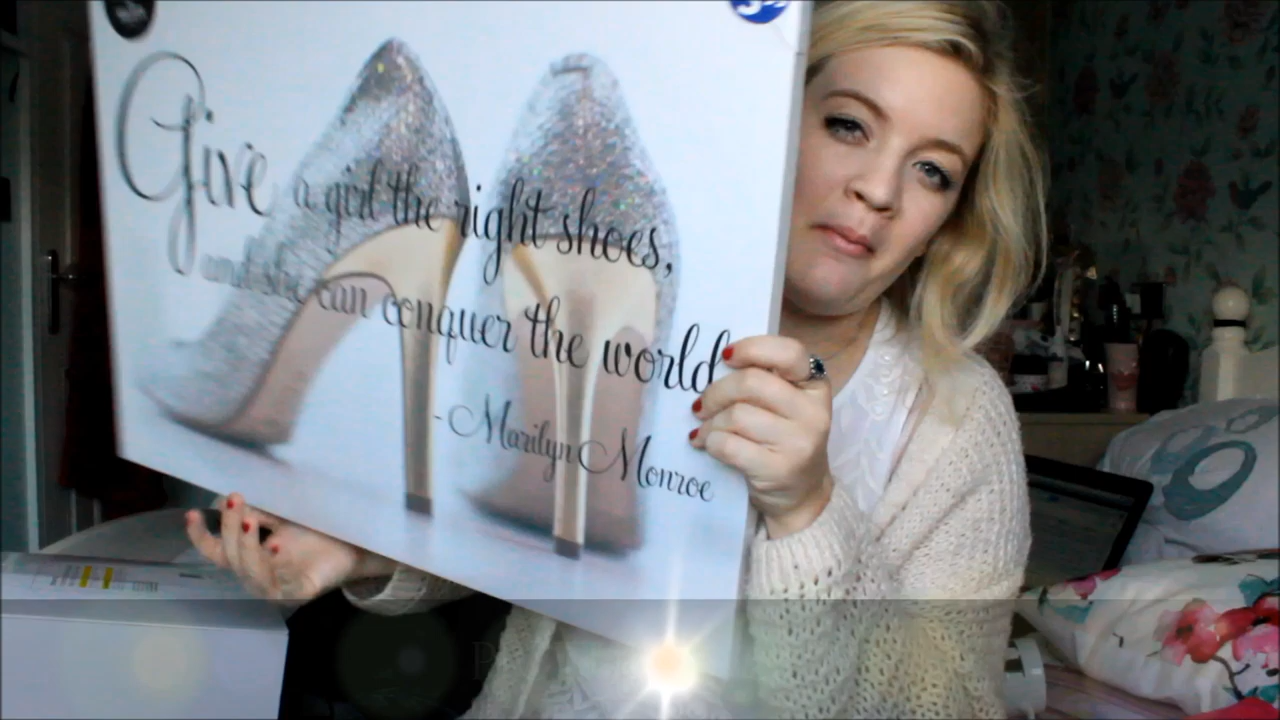 Give a girl the right shoes,
and she can conquer the world
- Marilyn Monroe